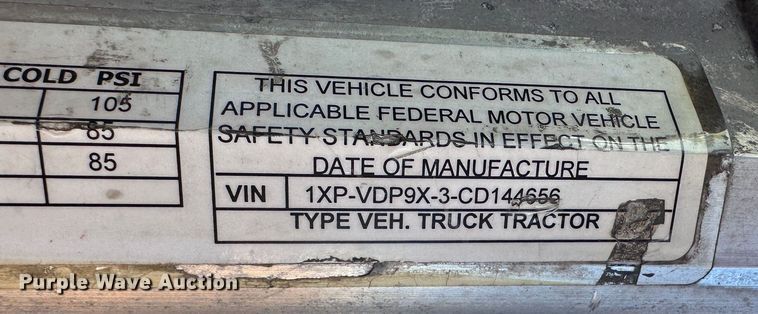 COLD PSI
105
85
85
THIS VEHICLE CONFORMS TO ALL
APPLICABLE FEDERAL MOTOR VEHICLE
SAFETY STANDARDS IN EFFECT ON THE
DATE OF MANUFACTURE
VIN 1XP-VDP9X-3-CD144656
TYPE VEH. TRUCK TRACTOR
Purple Wave Auction